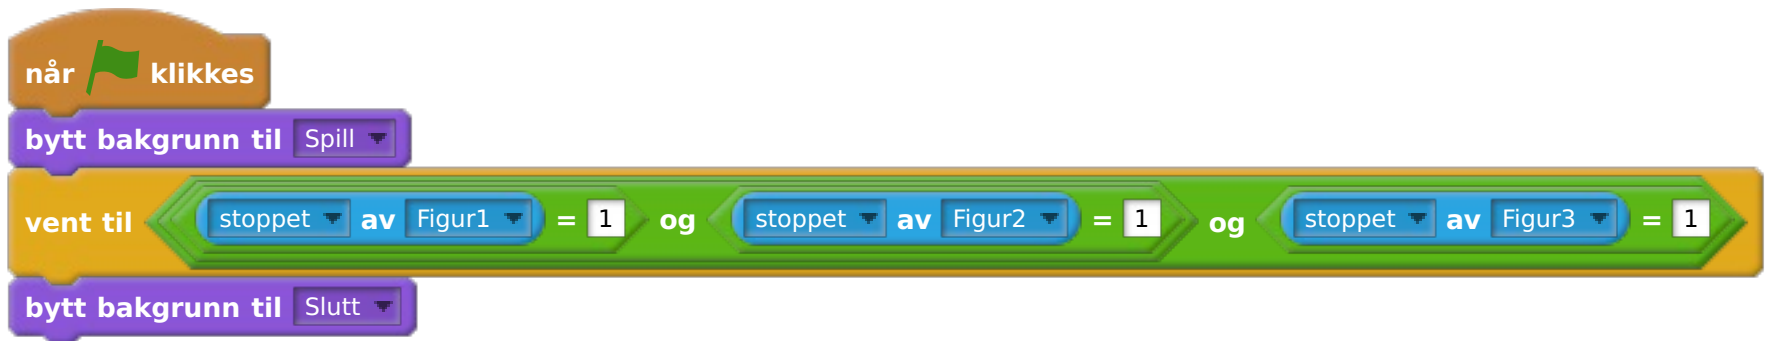 når klikkes
bytt bakgrunn til Spill
vent til stoppet av Figur1 = 1 og stoppet av Figur2 = 1 og stoppet av Figur3 = 1
bytt bakgrunn til Slutt